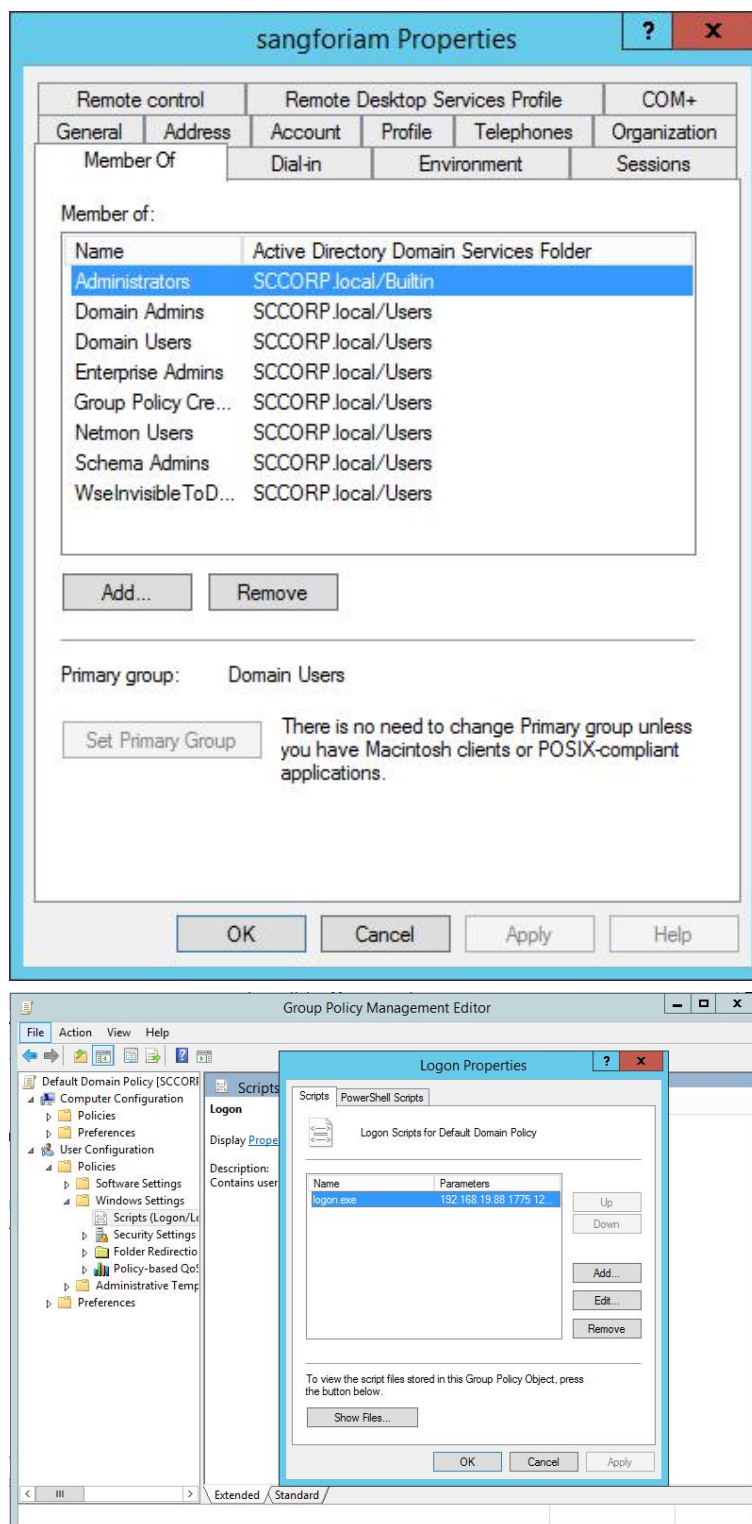 sangforiam Properties
? x
Remote control Remote Desktop Services Profile COM+
General Address Account Profile Telephones Organization
Member Of Dial-in Environment Sessions
Member of:
Name Active Directory Domain Services Folder
Administrators SCCORP.local/Builtin
Domain Admins SCCORP.local/Users
Domain Users SCCORP.local/Users
Enterprise Admins SCCORP.local/Users
Group Policy Cre... SCCORP.local/Users
Netmon Users SCCORP.local/Users
Schema Admins SCCORP.local/Users
WseInvisibleToD... SCCORP.local/Users
Add... Remove
Primary group: Domain Users
Set Primary Group
There is no need to change Primary group unless
you have Macintosh clients or POSIX-compliant
applications.
OK Cancel Apply Help
Group Policy Management Editor
File Action View Help
Default Domain Policy [SCCORP
Computer Configuration
Policies
Preferences
User Configuration
Policies
Software Settings
Windows Settings
Scripts (Logon/Lo
Security Settings
Folder Redirectio
Policy-based QoS
Administrative Temp
Preferences
Scripts
Logon
Display Prope
Description:
Contains user
Logon Properties
? x
Scripts PowerShell Scripts
Logon Scripts for Default Domain Policy
Name Parameters
logon.exe 192.168.19.88 1775 12...
Up
Down
Add...
Edit...
Remove
To view the script files stored in this Group Policy Object, press
the button below.
Show Files...
OK Cancel Apply
Extended Standard